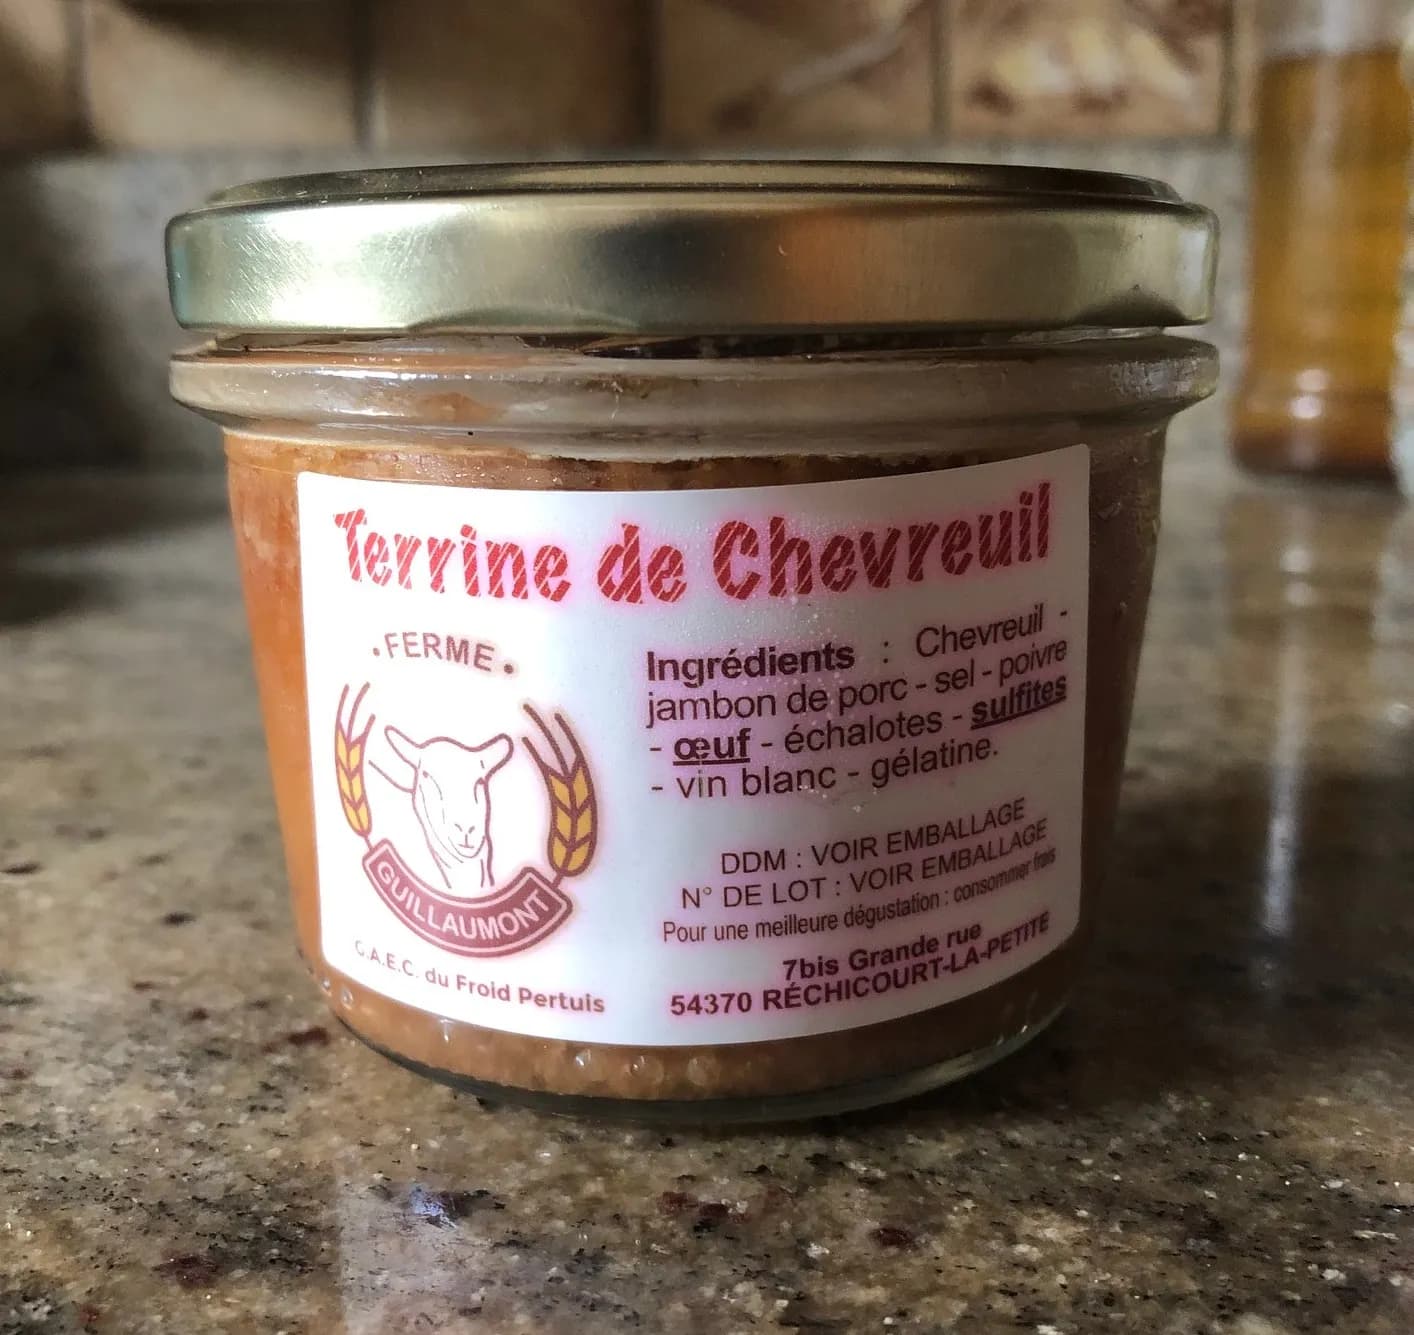 Terrine de Chevreuil
. FERME .
GUILLAUMONT
G.A.E.C. du Froid Pertuis
Ingrédients : Chevreuil -
jambon de porc - sel - poivre
- œuf - échalotes - sulfites
- vin blanc - gélatine.
DDM : VOIR EMBALLAGE
N° DE LOT : VOIR EMBALLAGE
Pour une meilleure dégustation : consommer frais
7bis Grande rue
54370 RÉCHICOURT-LA-PETITE